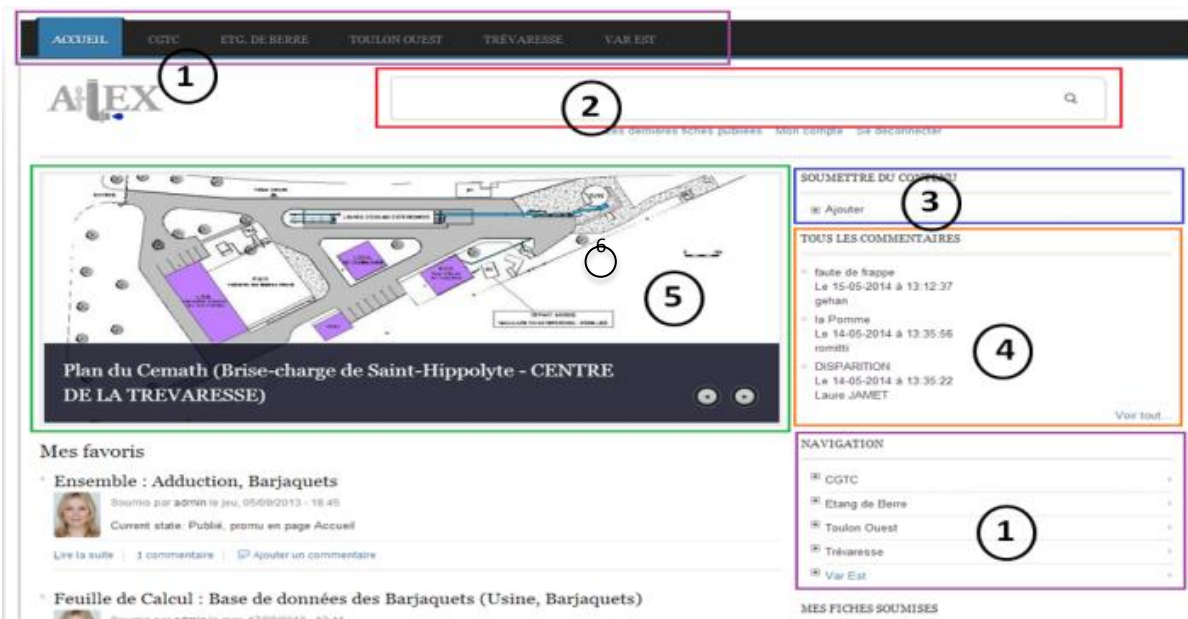 ACCUEIL CGTC ETG. DE BERRE TOULON OUEST TRÉVARESSE VAR EST
1
ALEX
2
dernières fiches publiées Mon compte Se déconnecter
SOUMETTRE DU CONTENU
Ajouter
3
TOUS LES COMMENTAIRES
faute de frappe
Le 15-05-2014 à 13:12:37
gehan
la Pomme
Le 14-05-2014 à 13:35:56
romitti
DISPARITION
Le 14-05-2014 à 13:35:22
Laure JAMET
4
Voir tout...
6
5
Plan du Cemath (Brise-charge de Saint-Hippolyte - CENTRE
DE LA TREVARESSE)
Mes favoris
Ensemble : Adduction, Barjaquets
Soumis par admin le jeu, 05/09/2013 - 18:45
Current state: Publié, promu en page Accueil
Lire la suite 1 commentaire Ajouter un commentaire
Feuille de Calcul : Base de données des Barjaquets (Usine, Barjaquets)
NAVIGATION
CGTC
Etang de Berre
Toulon Ouest
Trévaresse
Var Est
1
MES FICHES SOUMISES